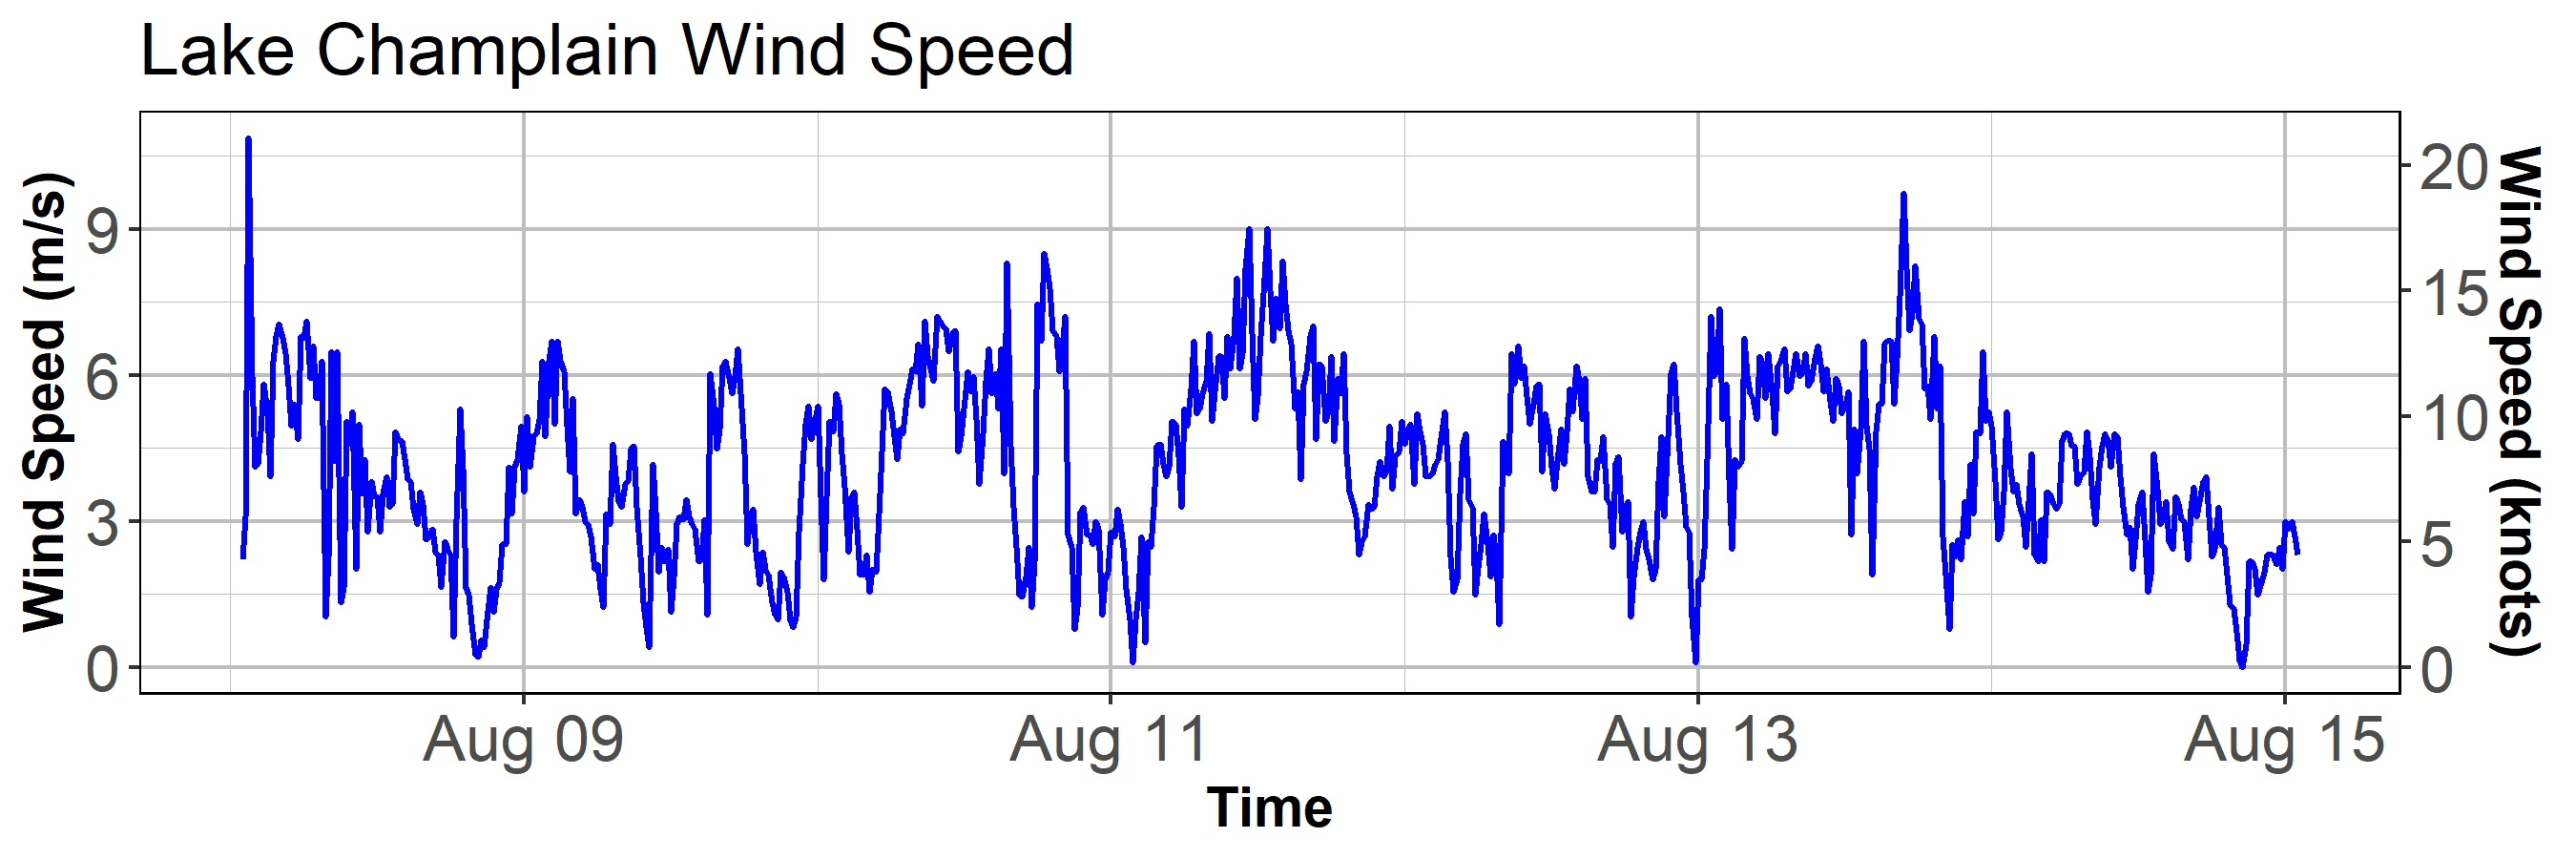 Lake Champlain Wind Speed
Wind Speed (m/s)
9
6
3
0
20
15
10
5
0
Wind Speed (knots)
Aug 09
Aug 11
Aug 13
Aug 15
Time